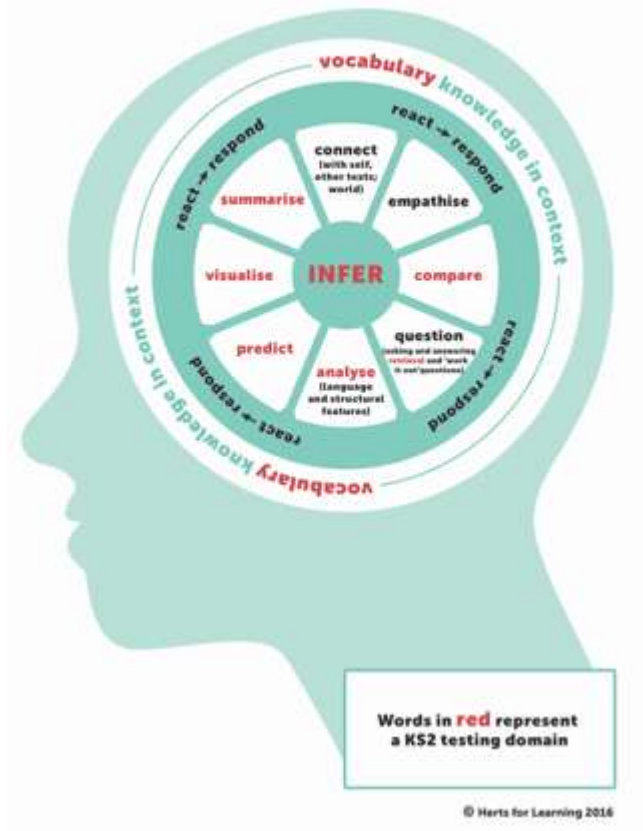 vocabulary knowledge in context
react → respond
react → respond
connect
(with self,
other texts;
world)
summarise
empathise
visualise
INFER
compare
predict
question
(asking and answering
retrieval and 'work
it out' questions)
analyse
(language
and structural
features)
react → respond
react → respond
vocabulary knowledge in context
Words in red represent
a KS2 testing domain
© Herts for Learning 2016